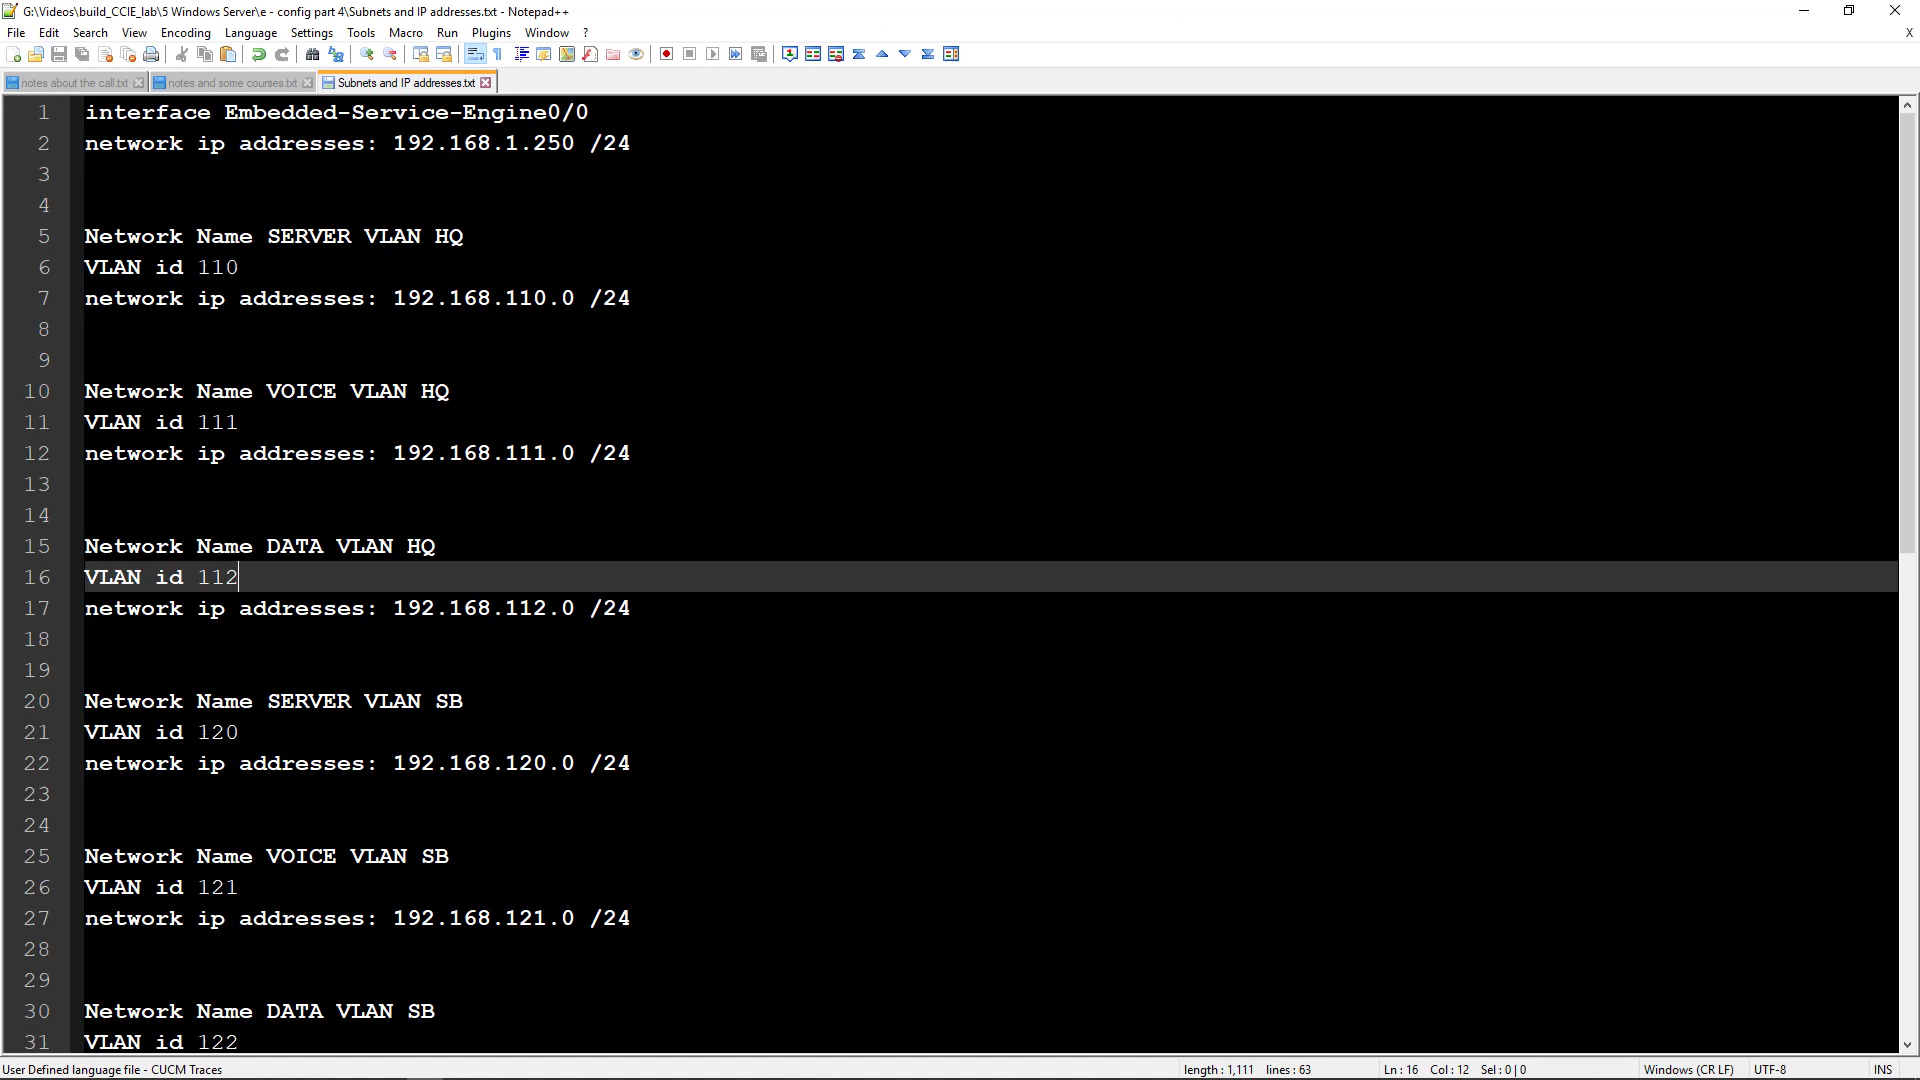 G:\Videos\build_CCIE_lab\5 Windows Server\e - config part 4\Subnets and IP addresses.txt - Notepad++
File Edit Search View Encoding Language Settings Tools Macro Run Plugins Window ? X
notes about the call.txt notes and some courses.txt Subnets and IP addresses.txt
1 interface Embedded-Service-Engine0/0
2 network ip addresses: 192.168.1.250 /24
3
4
5 Network Name SERVER VLAN HQ
6 VLAN id 110
7 network ip addresses: 192.168.110.0 /24
8
9
10 Network Name VOICE VLAN HQ
11 VLAN id 111
12 network ip addresses: 192.168.111.0 /24
13
14
15 Network Name DATA VLAN HQ
16 VLAN id 112
17 network ip addresses: 192.168.112.0 /24
18
19
20 Network Name SERVER VLAN SB
21 VLAN id 120
22 network ip addresses: 192.168.120.0 /24
23
24
25 Network Name VOICE VLAN SB
26 VLAN id 121
27 network ip addresses: 192.168.121.0 /24
28
29
30 Network Name DATA VLAN SB
31 VLAN id 122
User Defined language file - CUCM Traces length : 1,111 lines : 63 Ln : 16 Col : 12 Sel : 0 | 0 Windows (CR LF) UTF-8 INS